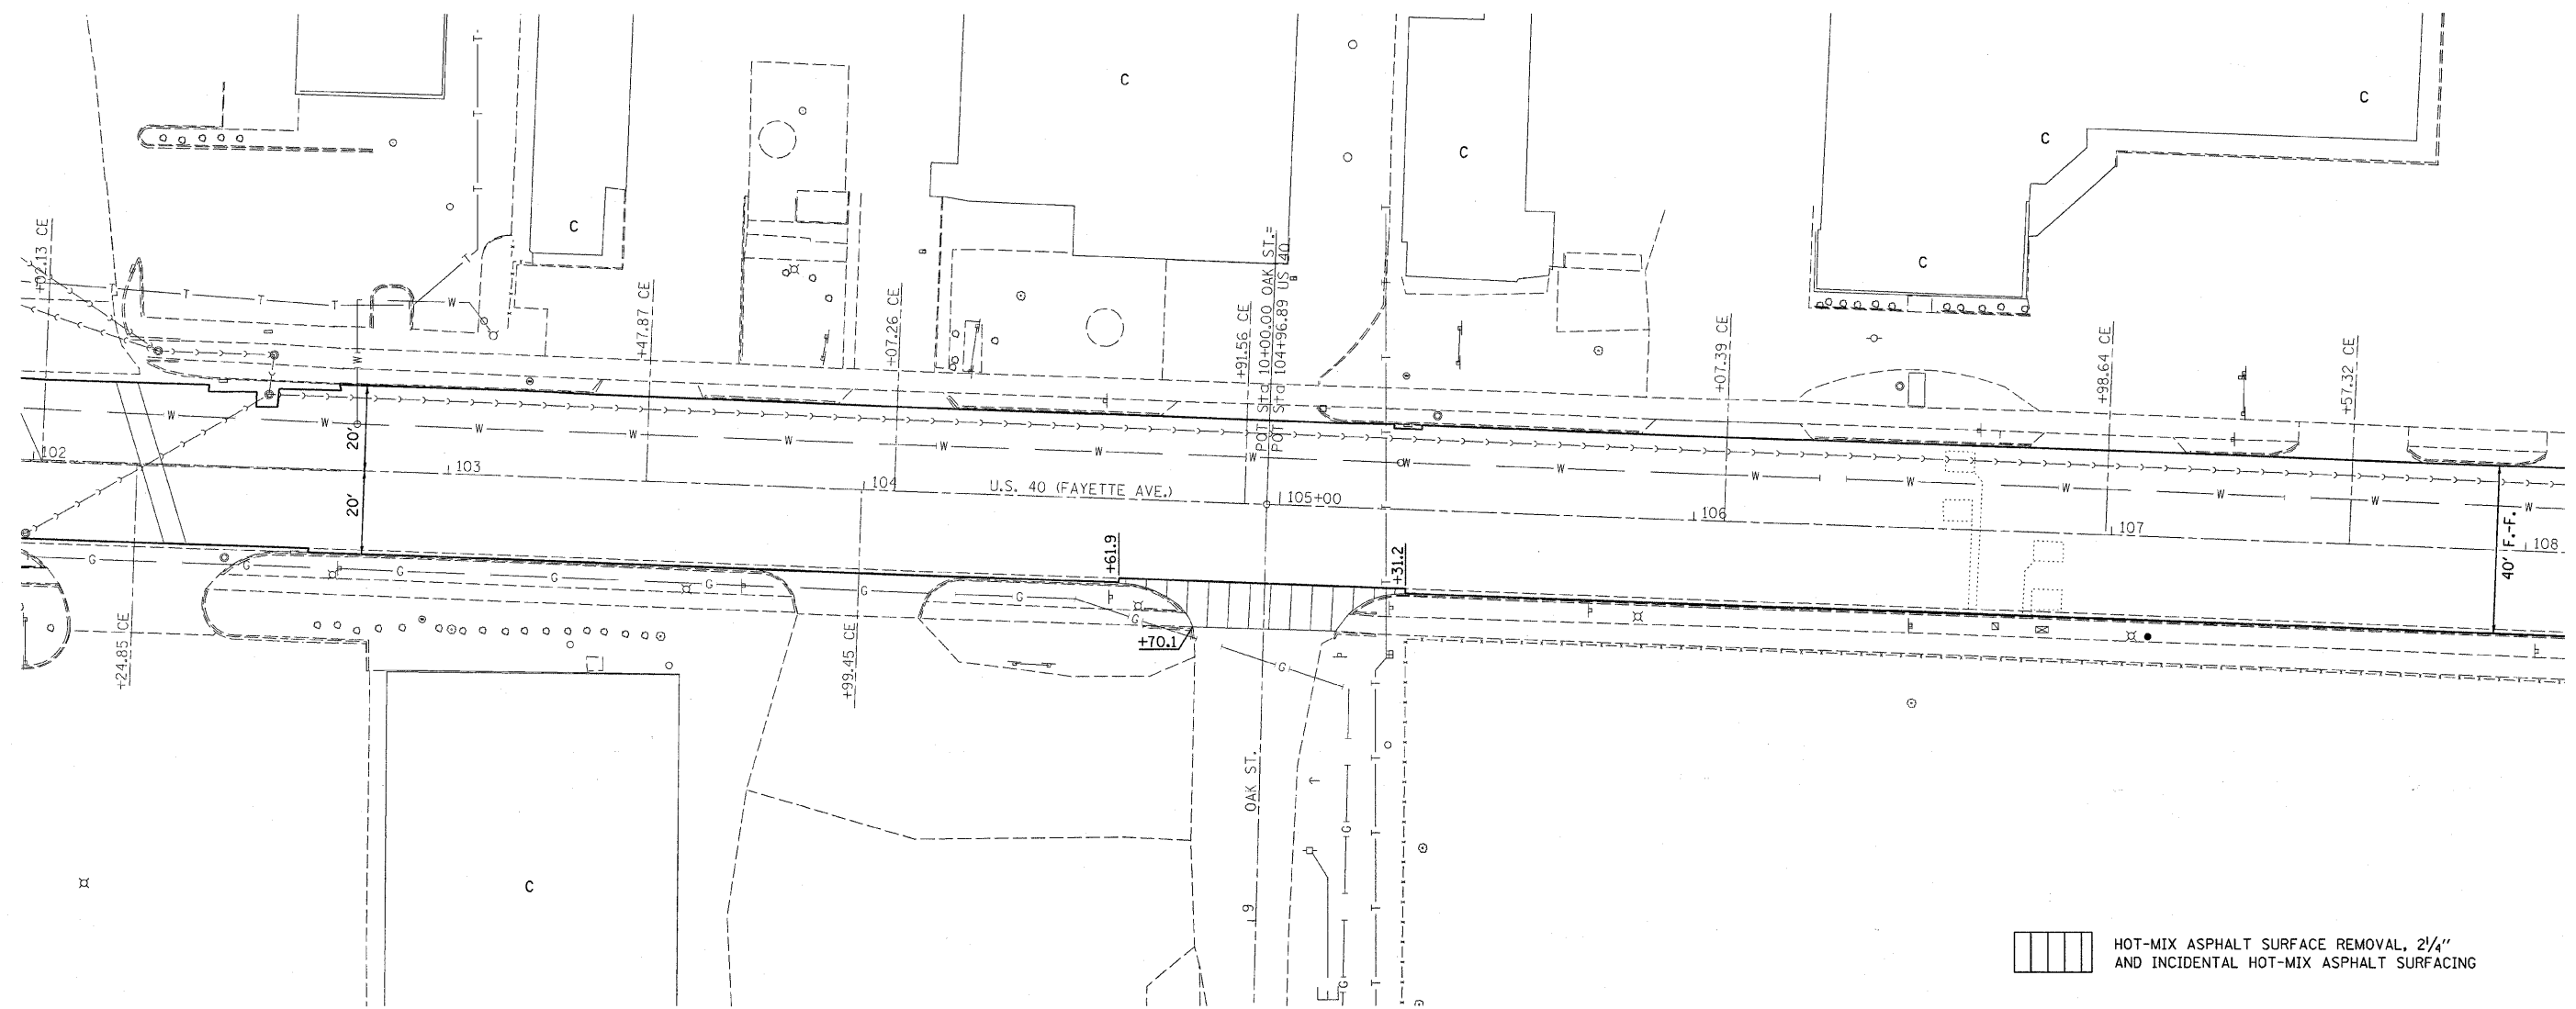 C
C
C
C
C
C
C
+02.13 CE
+47.87 CE
+07.26 CE
+91.56 CE
POT Sta 10+00.00 OAK ST.=
POT Sta 104+96.89 US 40
+07.39 CE
+98.64 CE
+57.32 CE
T T T T
T
T
T
T
W
W
W W W W W W W W W W W W W W W W
20'
20'
102
103
104
U.S. 40 (FAYETTE AVE.)
105+00
106
107
108
40' F.-F.
+61.9
+31.2
+70.1
G G G G G G G G
G
+24.85 CE
+99.45 CE
OAK ST.
9
G
G
T
T
T
T
HOT-MIX ASPHALT SURFACE REMOVAL, 2¼"
AND INCIDENTAL HOT-MIX ASPHALT SURFACING